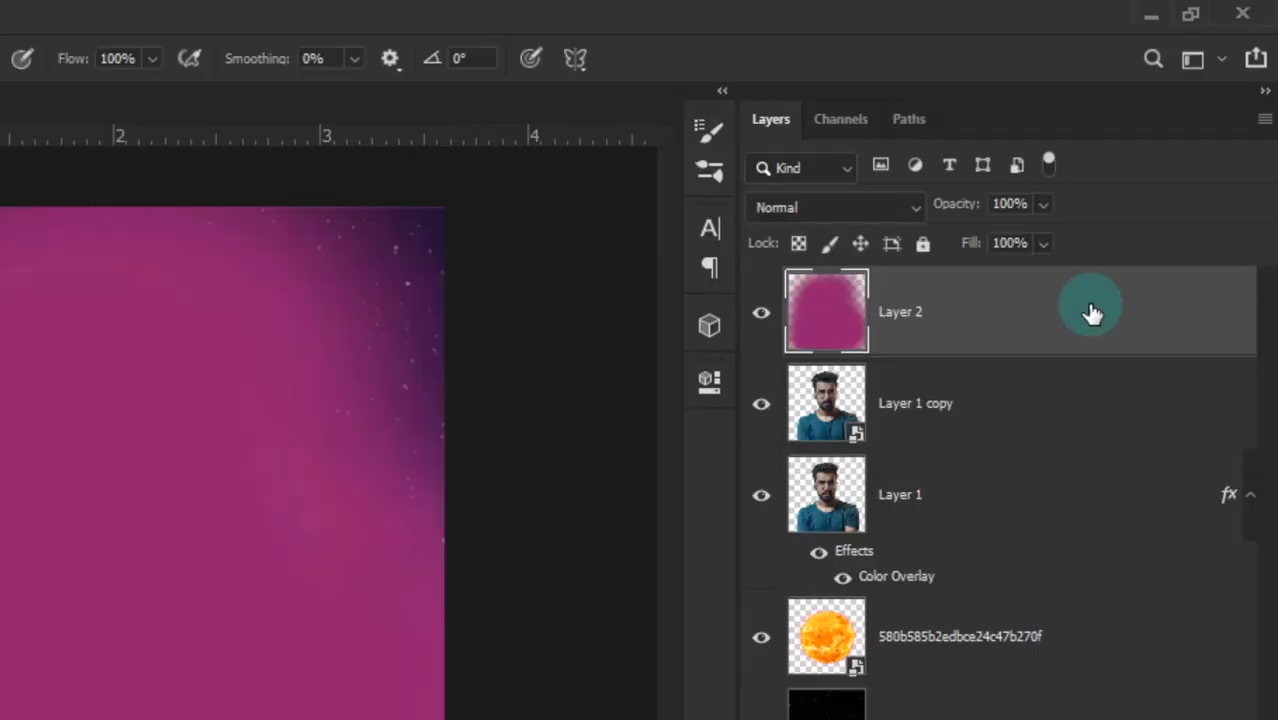 Flow: 100% Smoothing: 0% 0°
2 3 4
Layers Channels Paths
Kind
Normal Opacity: 100%
Lock: Fill: 100%
Layer 2
Layer 1 copy
Layer 1 fx
Effects
Color Overlay
580b585b2edbce24c47b270f